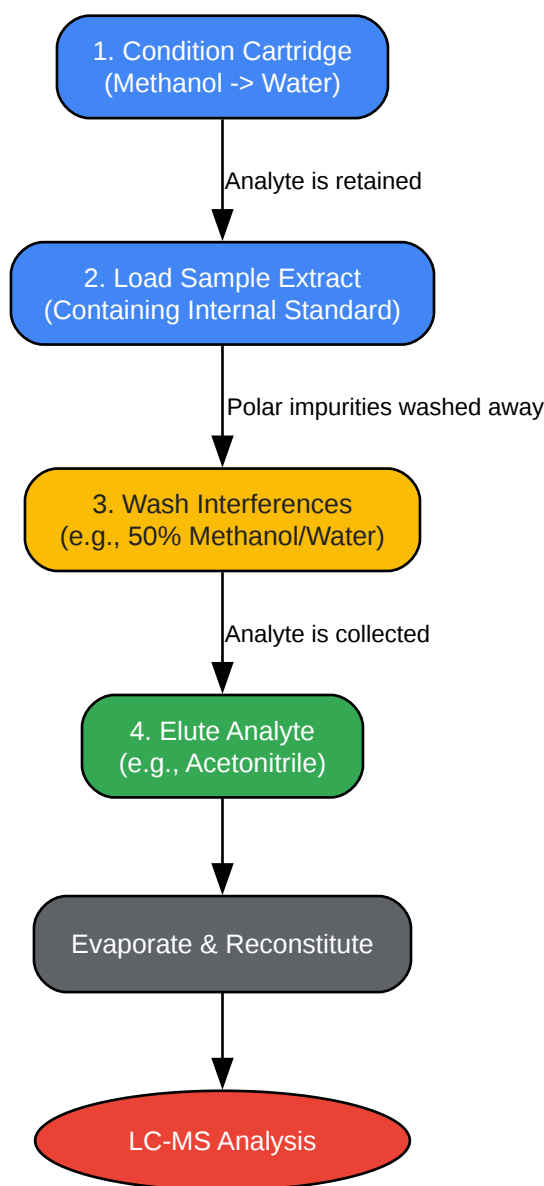 1. Condition Cartridge
(Methanol -> Water)
Analyte is retained
2. Load Sample Extract
(Containing Internal Standard)
Polar impurities washed away
3. Wash Interferences
(e.g., 50% Methanol/Water)
Analyte is collected
4. Elute Analyte
(e.g., Acetonitrile)
Evaporate & Reconstitute
LC-MS Analysis